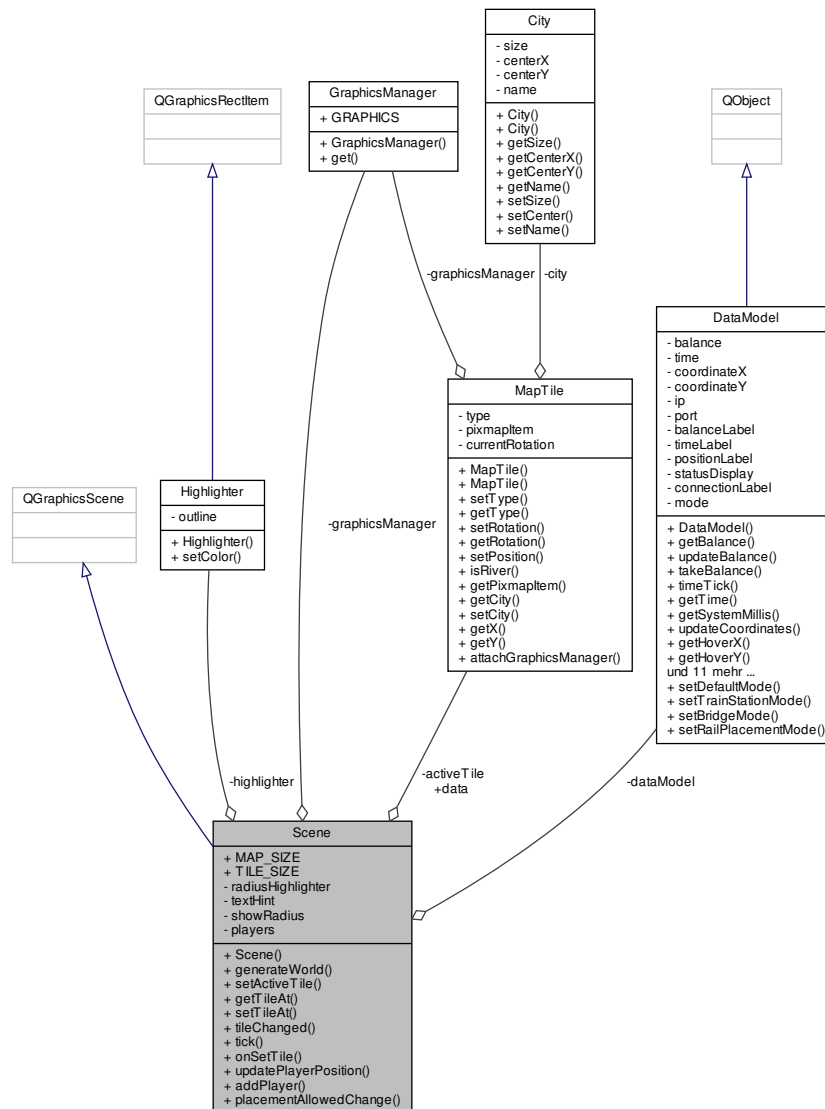 City
- size
- centerX
- centerY
- name
+ City()
+ City()
+ getSize()
+ getCenterX()
+ getCenterY()
+ getName()
+ setSize()
+ setCenter()
+ setName()
GraphicsManager
+ GRAPHICS
+ GraphicsManager()
+ get()
QGraphicsRectItem
QObject
-graphicsManager
-city
DataModel
- balance
- time
- coordinateX
- coordinateY
- ip
- port
- balanceLabel
- timeLabel
- positionLabel
- statusDisplay
- connectionLabel
- mode
+ DataModel()
+ getBalance()
+ updateBalance()
+ takeBalance()
+ timeTick()
+ getTime()
+ getSystemMillis()
+ updateCoordinates()
+ getHoverX()
+ getHoverY()
und 11 mehr ...
+ setDefaultMode()
+ setTrainStationMode()
+ setBridgeMode()
+ setRailPlacementMode()
MapTile
- type
- pixmapItem
- currentRotation
+ MapTile()
+ MapTile()
+ setType()
+ getType()
+ setRotation()
+ getRotation()
+ setPosition()
+ isRiver()
+ getPixmapItem()
+ getCity()
+ setCity()
+ getX()
+ getY()
+ attachGraphicsManager()
QGraphicsScene
Highlighter
- outline
+ Highlighter()
+ setColor()
-graphicsManager
-highlighter
-activeTile
+data
-dataModel
Scene
+ MAP_SIZE
+ TILE_SIZE
- radiusHighlighter
- textHint
- showRadius
- players
+ Scene()
+ generateWorld()
+ setActiveTile()
+ getTileAt()
+ setTileAt()
+ tileChanged()
+ tick()
+ onSetTile()
+ updatePlayerPosition()
+ addPlayer()
+ placementAllowedChange()